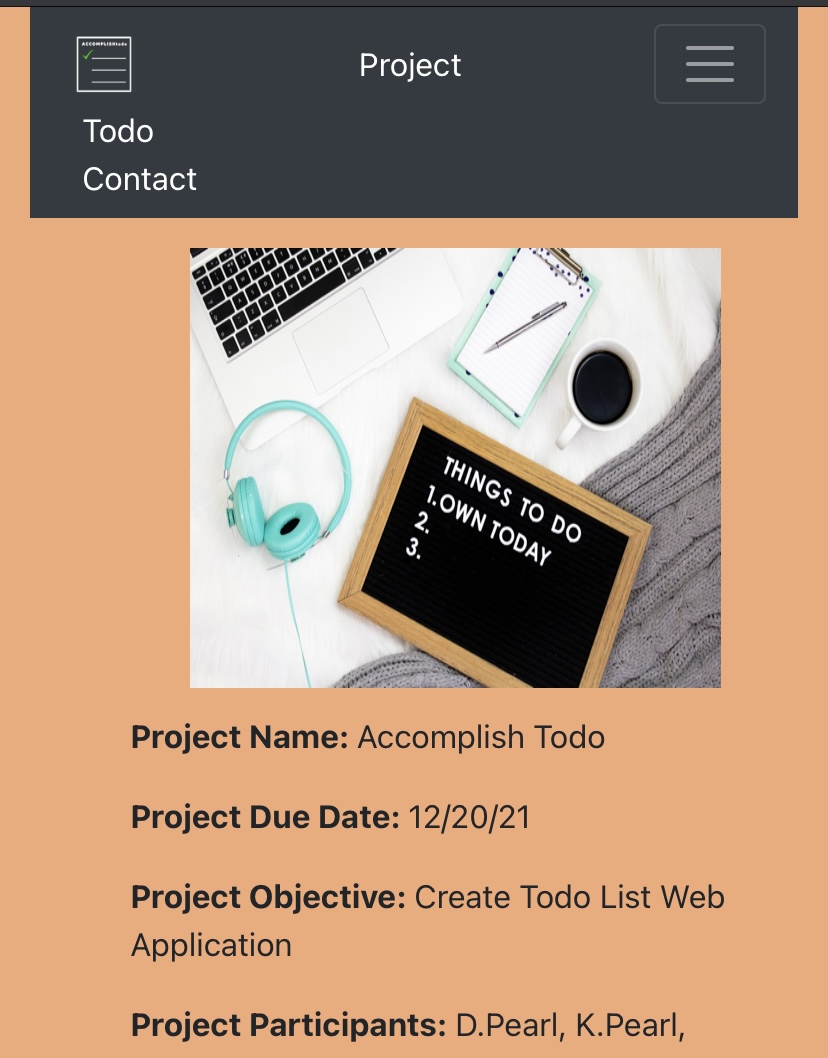 ACCOMPLISHtodo
Project
Todo
Contact
THINGS TO DO
1.OWN TODAY
2.
3.
Project Name: Accomplish Todo
Project Due Date: 12/20/21
Project Objective: Create Todo List Web
Application
Project Participants: D.Pearl, K.Pearl,